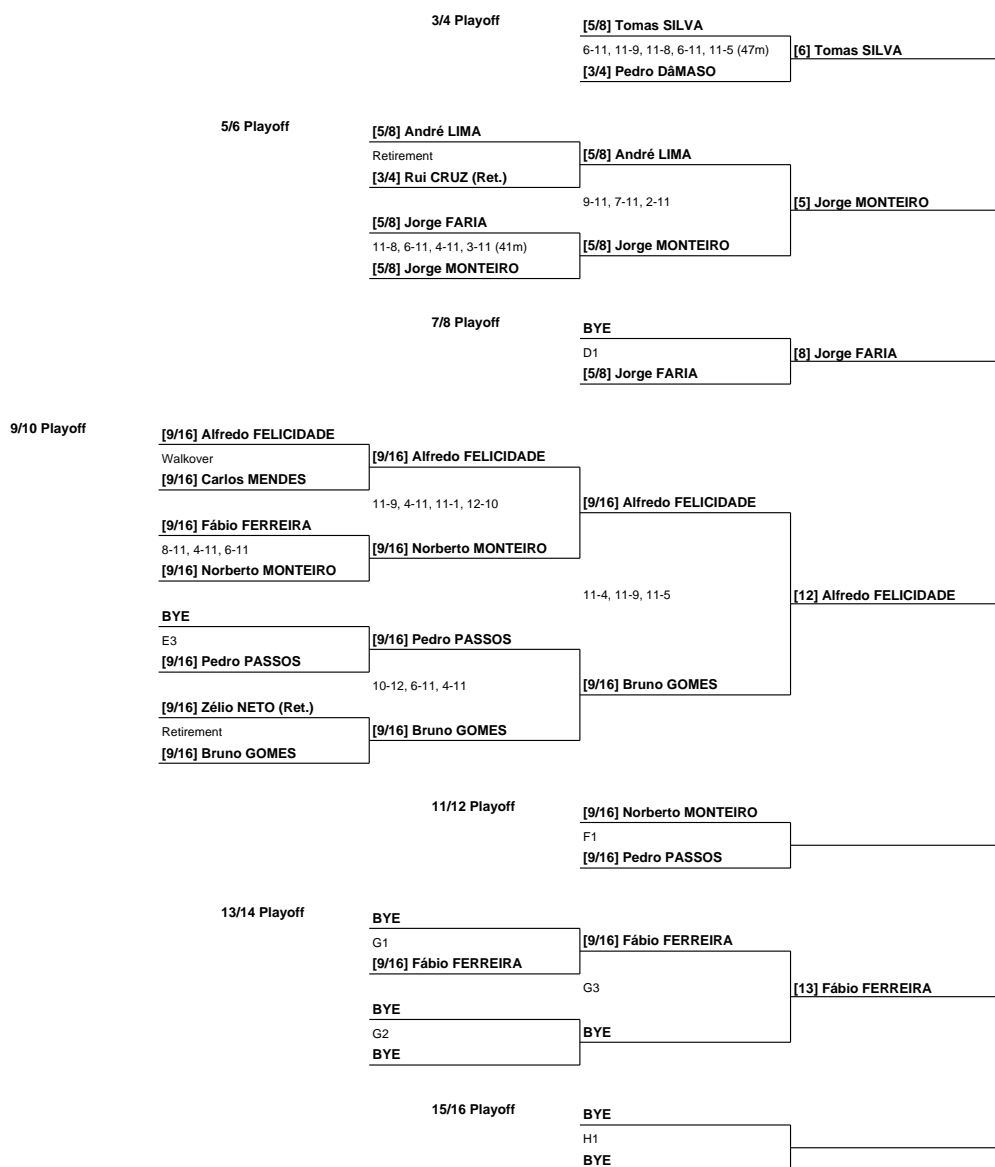 3/4 Playoff
[5/8] Tomas SILVA
6-11, 11-9, 11-8, 6-11, 11-5 (47m)
[6] Tomas SILVA
[3/4] Pedro DâMASO
5/6 Playoff
[5/8] André LIMA
Retirement
[5/8] André LIMA
[3/4] Rui CRUZ (Ret.)
9-11, 7-11, 2-11
[5] Jorge MONTEIRO
[5/8] Jorge FARIA
11-8, 6-11, 4-11, 3-11 (41m)
[5/8] Jorge MONTEIRO
[5/8] Jorge MONTEIRO
7/8 Playoff
BYE
D1
[8] Jorge FARIA
[5/8] Jorge FARIA
9/10 Playoff
[9/16] Alfredo FELICIDADE
Walkover
[9/16] Alfredo FELICIDADE
[9/16] Carlos MENDES
11-9, 4-11, 11-1, 12-10
[9/16] Alfredo FELICIDADE
[9/16] Fábio FERREIRA
8-11, 4-11, 6-11
[9/16] Norberto MONTEIRO
[9/16] Norberto MONTEIRO
11-4, 11-9, 11-5
[12] Alfredo FELICIDADE
BYE
E3
[9/16] Pedro PASSOS
[9/16] Pedro PASSOS
10-12, 6-11, 4-11
[9/16] Bruno GOMES
[9/16] Zélio NETO (Ret.)
Retirement
[9/16] Bruno GOMES
[9/16] Bruno GOMES
11/12 Playoff
[9/16] Norberto MONTEIRO
F1
[9/16] Pedro PASSOS
13/14 Playoff
BYE
G1
[9/16] Fábio FERREIRA
[9/16] Fábio FERREIRA
G3
[13] Fábio FERREIRA
BYE
G2
BYE
BYE
15/16 Playoff
BYE
H1
BYE